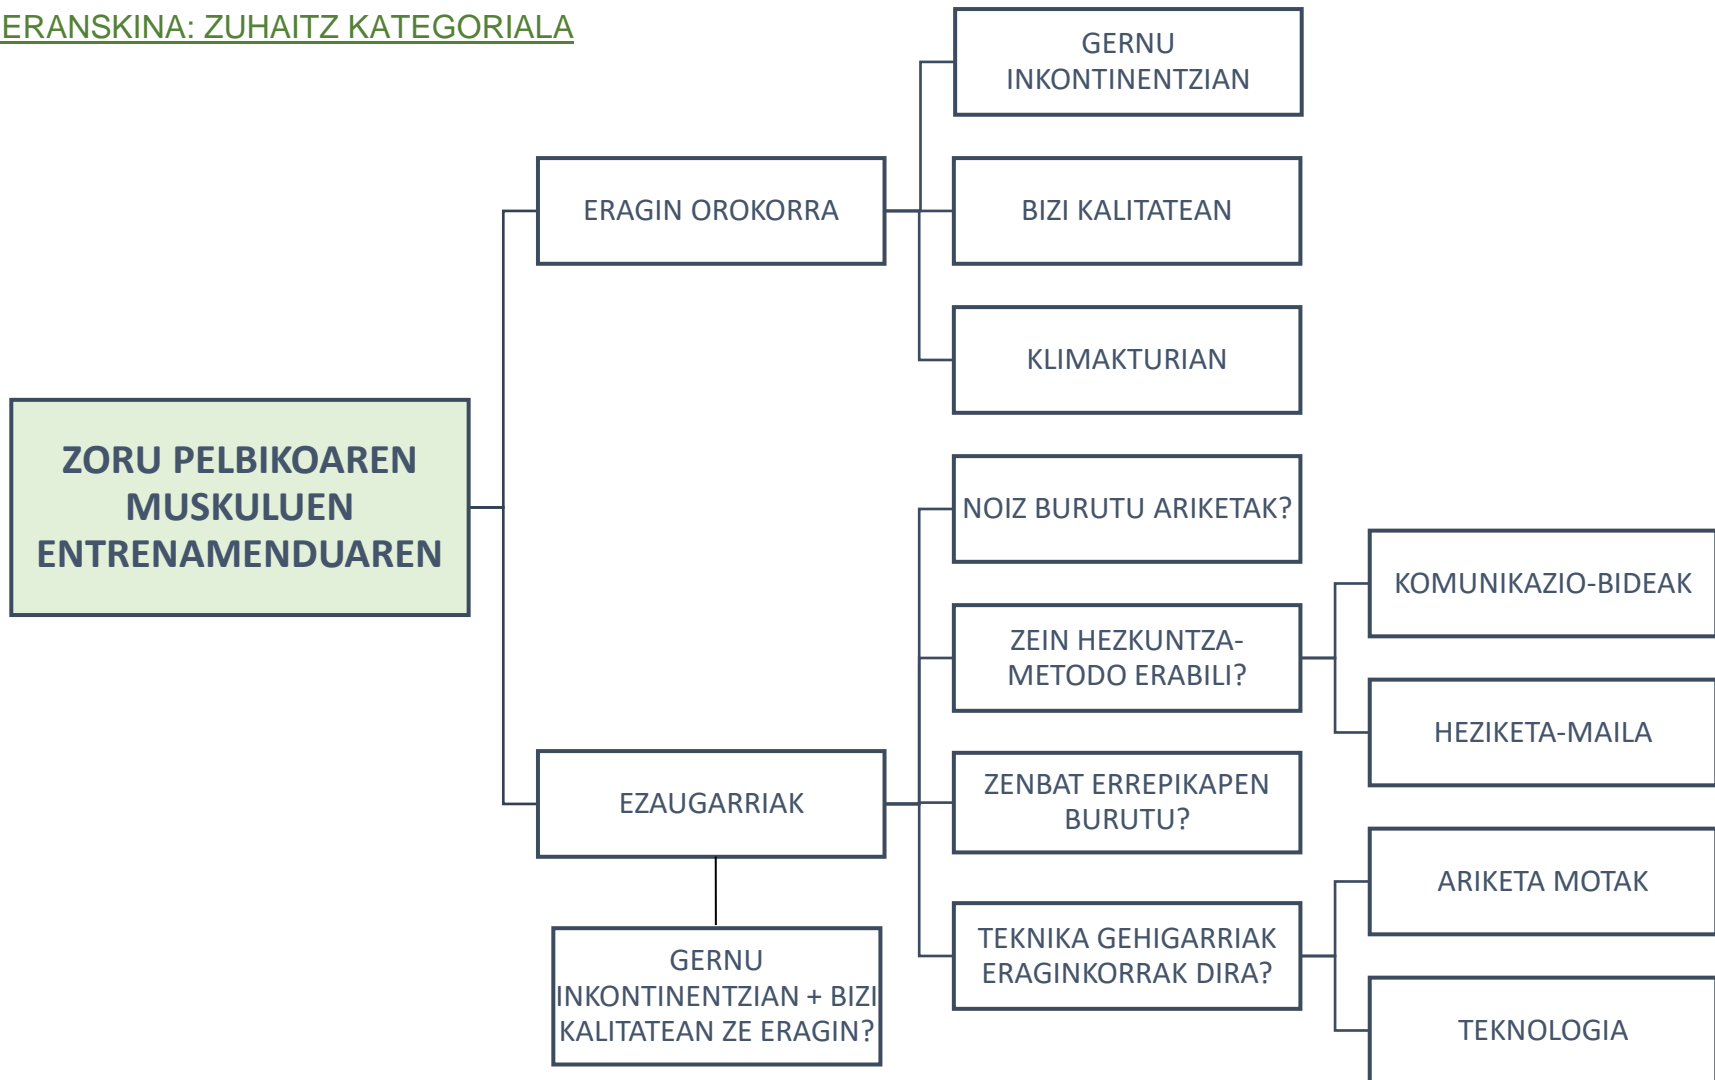 ERANSKINA: ZUHAITZ KATEGORIALA
ZORU PELBIKOAREN
MUSKULUEN
ENTRENAMENDUAREN
ERAGIN OROKORRA
GERNU
INKONTINENTZIAN
BIZI KALITATEAN
KLIMAKTURIAN
EZAUGARRIAK
GERNU
INKONTINENTZIAN + BIZI
KALITATEAN ZE ERAGIN?
NOIZ BURUTU ARIKETAK?
ZEIN HEZKUNTZA-
METODO ERABILI?
KOMUNIKAZIO-BIDEAK
HEZIKETA-MAILA
ZENBAT ERREPIKAPEN
BURUTU?
TEKNIKA GEHIGARRIAK
ERAGINKORRAK DIRA?
ARIKETA MOTAK
TEKNOLOGIA